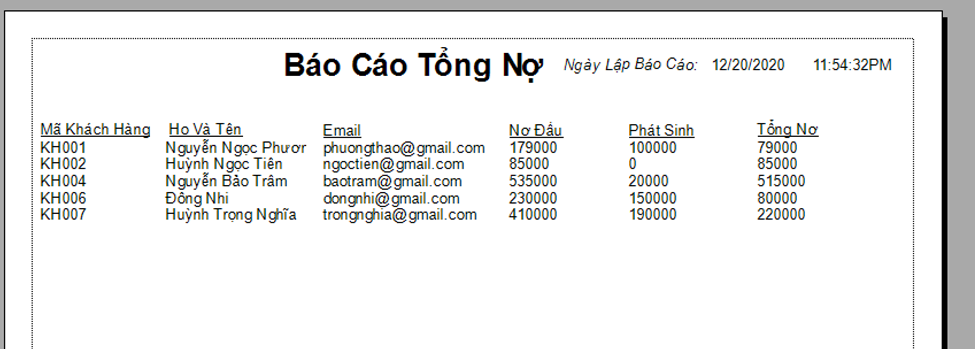 Báo Cáo Tổng Nợ Ngày Lập Báo Cáo: 12/20/2020 11:54:32PM
Mã Khách Hàng Họ Và Tên Email Nợ Đầu Phát Sinh Tổng Nợ
KH001 Nguyễn Ngọc Phươr phuongthao@gmail.com 179000 100000 79000
KH002 Huỳnh Ngọc Tiên ngoctien@gmail.com 85000 0 85000
KH004 Nguyễn Bảo Trâm baotram@gmail.com 535000 20000 515000
KH006 Đông Nhi dongnhi@gmail.com 230000 150000 80000
KH007 Huỳnh Trọng Nghĩa trongnghia@gmail.com 410000 190000 220000